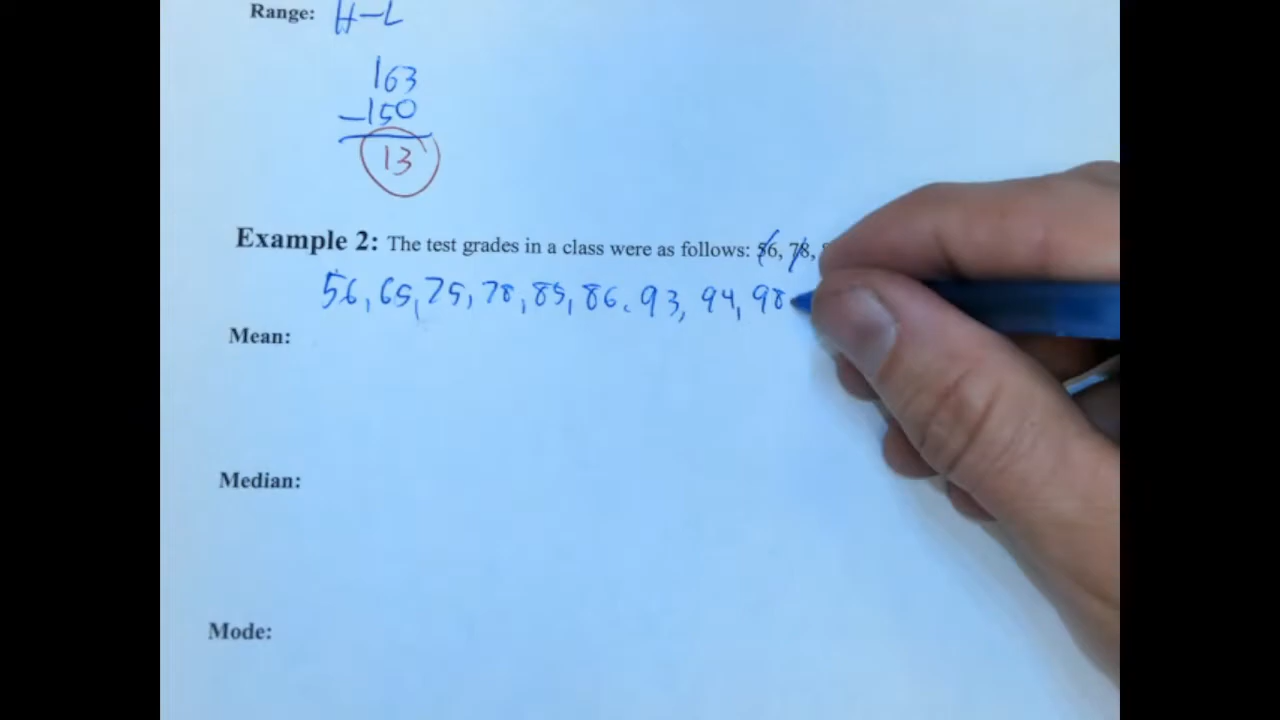 Range: H-L
163
-150
13
Example 2: The test grades in a class were as follows: 56, 78,
56, 65, 75, 78, 85, 86. 93, 94, 98
Mean:
Median:
Mode: